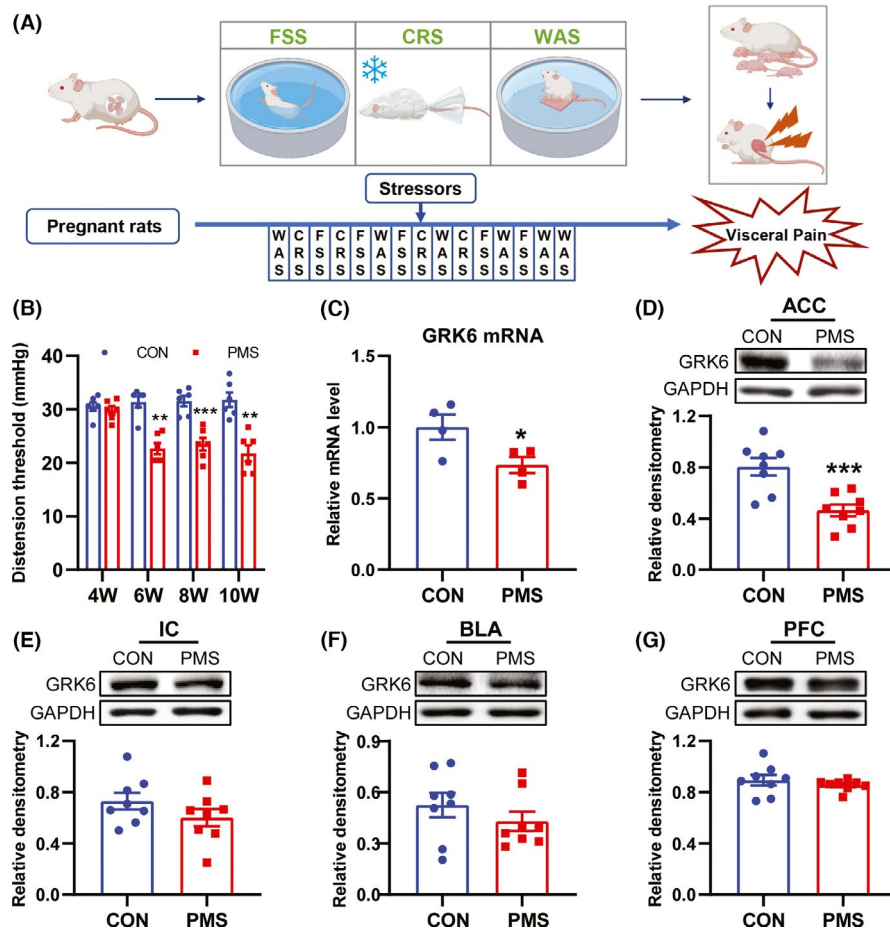 (A)
FSS CRS WAS
Stressors
Pregnant rats
W C F C F W F C W C F W F W W
A R S R S A S R A R S A S A A
S S S S S S S S S S S S S S S
Visceral Pain
(B)
CON PMS
Distension threshold (mmHg)
40
30
20
10
0
** *** **
4W 6W 8W 10W
(C)
GRK6 mRNA
Relative mRNA level
1.5
1.0
0.5
0.0
*
CON PMS
(D)
ACC
CON PMS
GRK6
GAPDH
Relative densitometry
1.2
0.8
0.4
0.0
***
CON PMS
(E)
IC
CON PMS
GRK6
GAPDH
Relative densitometry
1.2
0.8
0.4
0.0
CON PMS
(F)
BLA
CON PMS
GRK6
GAPDH
Relative densitometry
0.9
0.6
0.3
0.0
CON PMS
(G)
PFC
CON PMS
GRK6
GAPDH
Relative densitometry
1.2
0.8
0.4
0.0
CON PMS